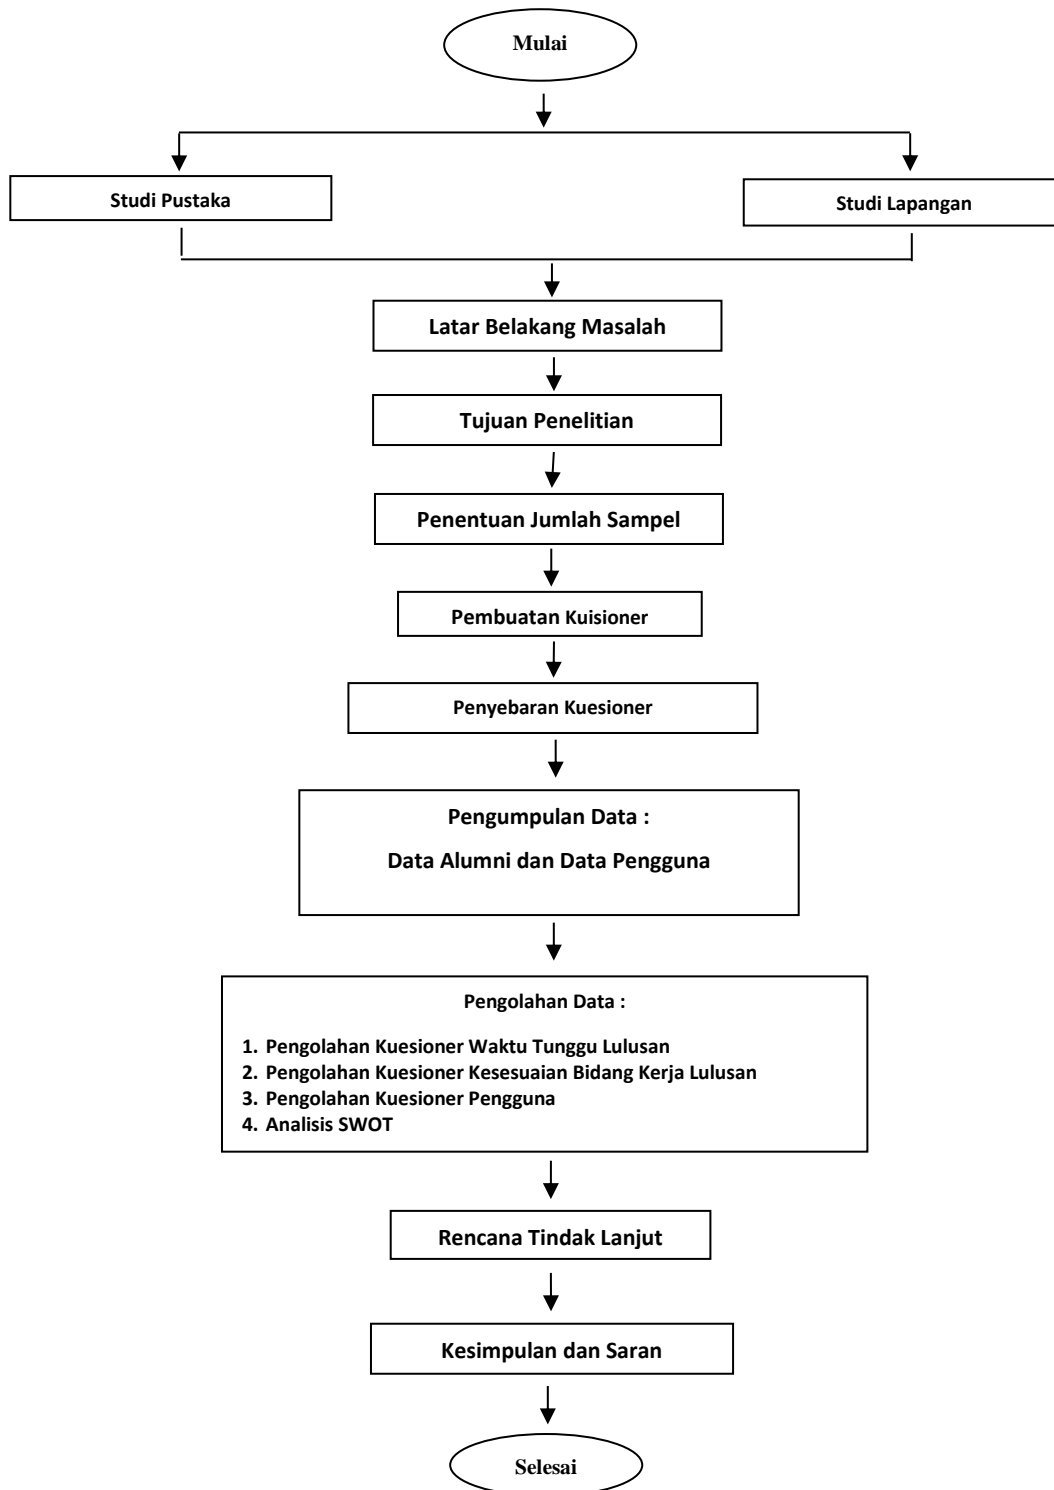 Mulai
Studi Pustaka
Studi Lapangan
Latar Belakang Masalah
Tujuan Penelitian
Penentuan Jumlah Sampel
Pembuatan Kuisioner
Penyebaran Kuesioner
Pengumpulan Data :
Data Alumni dan Data Pengguna
Pengolahan Data :
1. Pengolahan Kuesioner Waktu Tunggu Lulusan
2. Pengolahan Kuesioner Kesesuaian Bidang Kerja Lulusan
3. Pengolahan Kuesioner Pengguna
4. Analisis SWOT
Rencana Tindak Lanjut
Kesimpulan dan Saran
Selesai